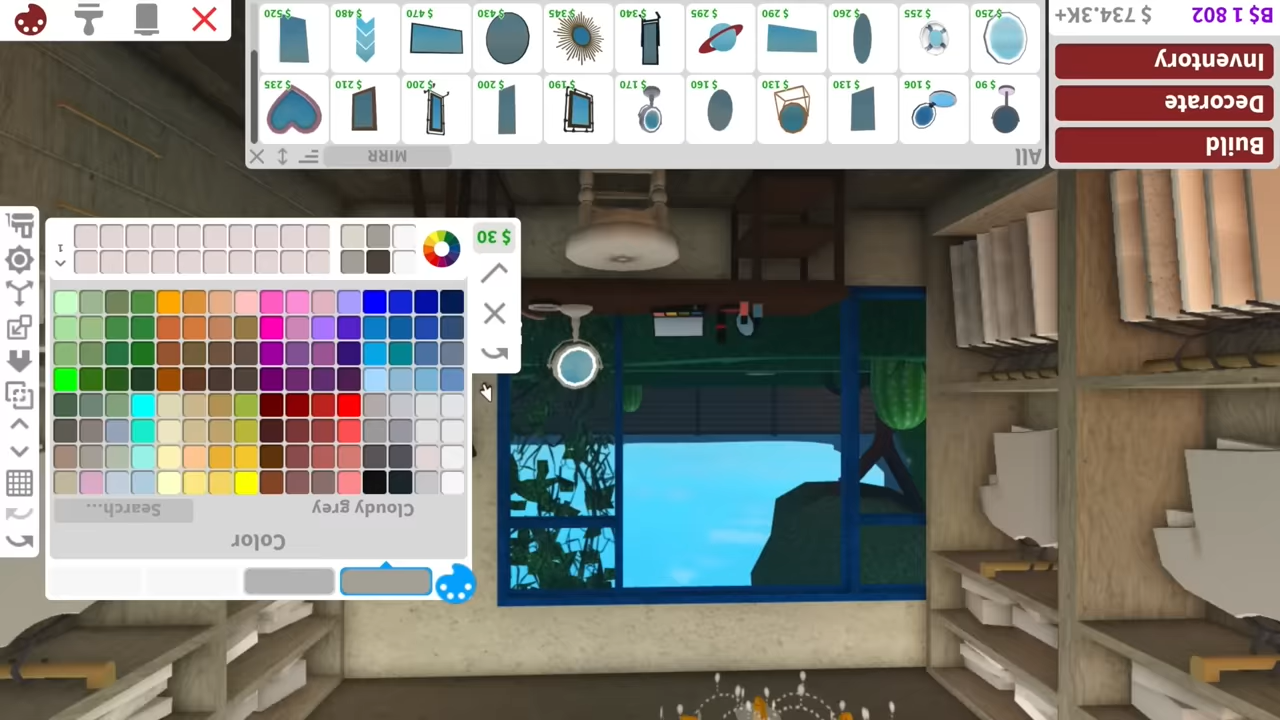 Color
Cloudy grey
Search...
1
$ 30
All
MIRR
Build
Decorate
Inventory
B$ 1 802
$ 734.3K+
$ 90 $ 106 $ 130 $ 130 $ 160 $ 170 $ 190 $ 200 $ 200 $ 210 $ 235
$ 250 $ 255 $ 260 $ 290 $ 295 $ 340 $ 345 $ 430 $ 470 $ 480 $ 520